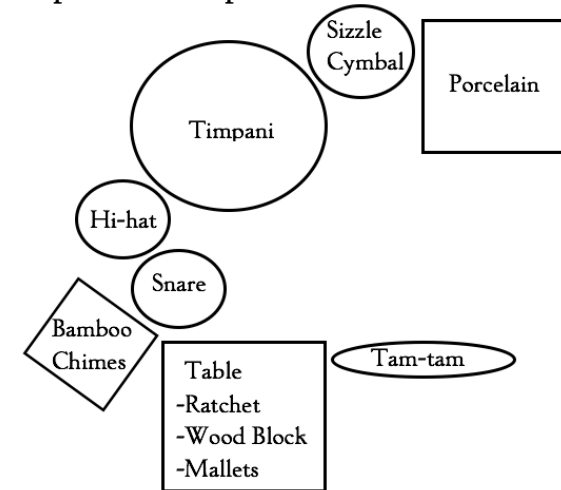 Sizzle
Cymbal
Porcelain
Timpani
Hi-hat
Snare
Bamboo
Chimes
Table
-Ratchet
-Wood Block
-Mallets
Tam-tam